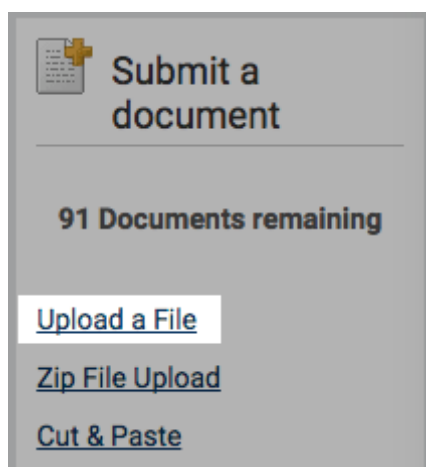 Submit a
document
91 Documents remaining
Upload a File
Zip File Upload
Cut & Paste